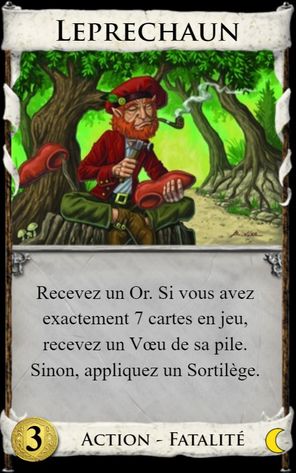 LEPRECHAUN
Recevez un Or. Si vous avez
exactement 7 cartes en jeu,
recevez un Vœu de sa pile.
Sinon, appliquez un Sortilège.
3
ACTION - FATALITÉ